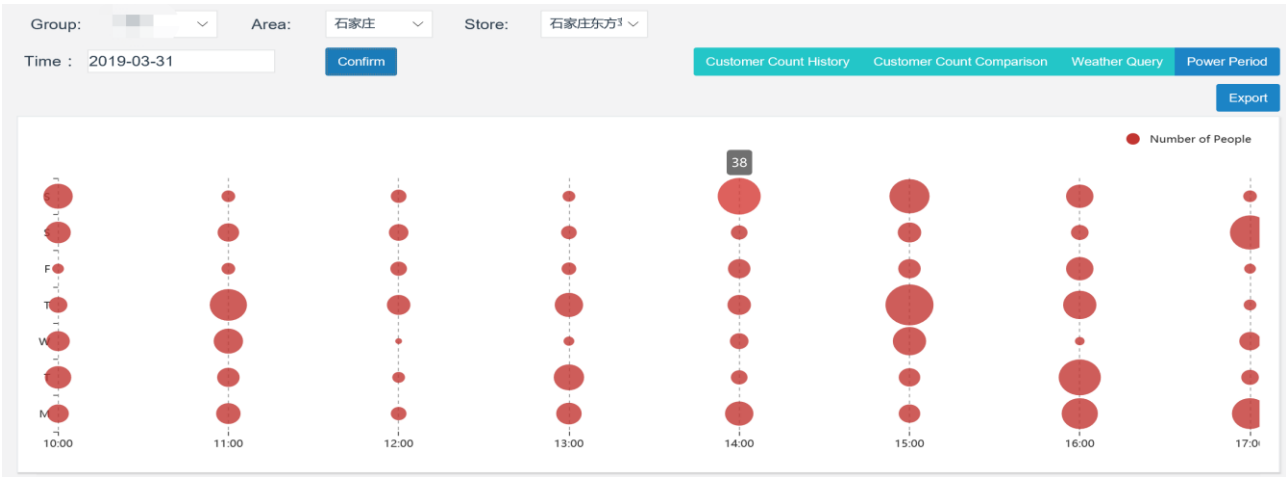 Group: Area: 石家庄 Store: 石家庄东方
Time : 2019-03-31 Confirm Customer Count History Customer Count Comparison Weather Query Power Period
Export
Number of People
38
S
S
F
T
W
T
M
10:00 11:00 12:00 13:00 14:00 15:00 16:00 17:0